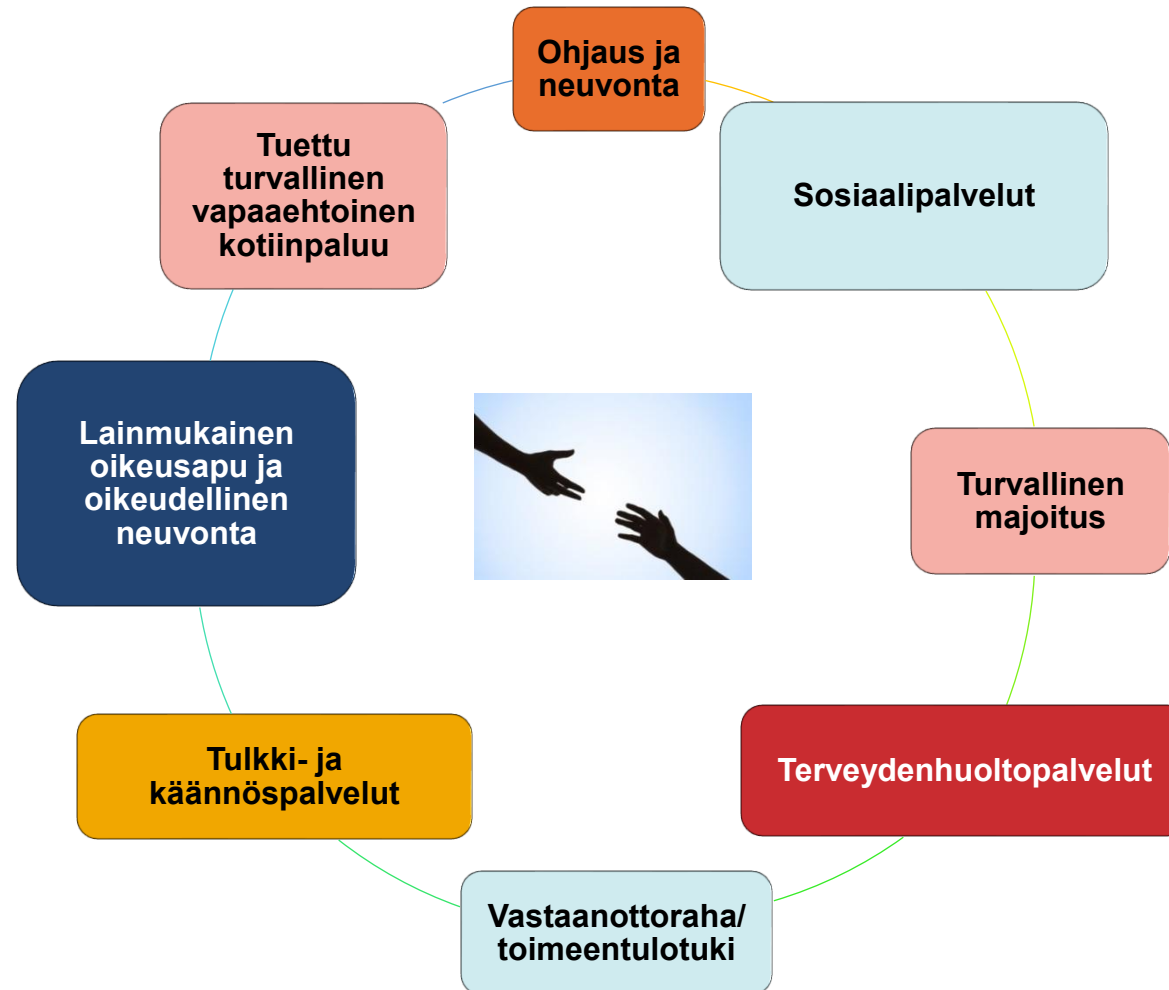 Ohjaus ja
neuvonta
Sosiaalipalvelut
Turvallinen
majoitus
Terveydenhuoltopalvelut
Vastaanottoraha/
toimeentulotuki
Tulkki- ja
käännöspalvelut
Lainmukainen
oikeusapu ja
oikeudellinen
neuvonta
Tuettu
turvallinen
vapaaehtoinen
kotiinpaluu